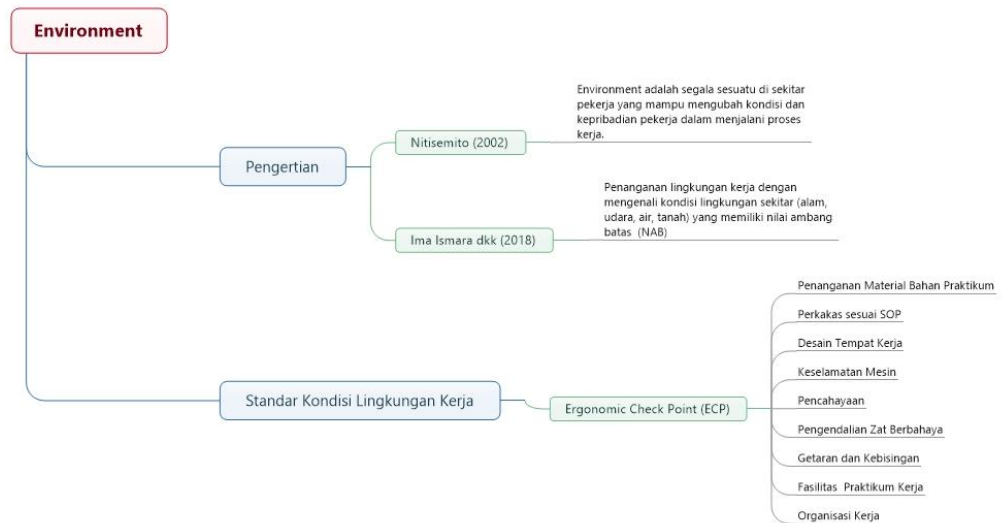 Environment
Pengertian
Nitisemito (2002)
Environment adalah segala sesuatu di sekitar
pekerja yang mampu mengubah kondisi dan
kepribadian pekerja dalam menjalani proses
kerja.
Ima Ismara dkk (2018)
Penanganan lingkungan kerja dengan
mengenali kondisi lingkungan sekitar (alam,
udara, air, tanah) yang memiliki nilai ambang
batas (NAB)
Standar Kondisi Lingkungan Kerja
Ergonomic Check Point (ECP)
Penanganan Material Bahan Praktikum
Perkakas sesuai SOP
Desain Tempat Kerja
Keselamatan Mesin
Pencahayaan
Pengendalian Zat Berbahaya
Getaran dan Kebisingan
Fasilitas Praktikum Kerja
Organisasi Kerja